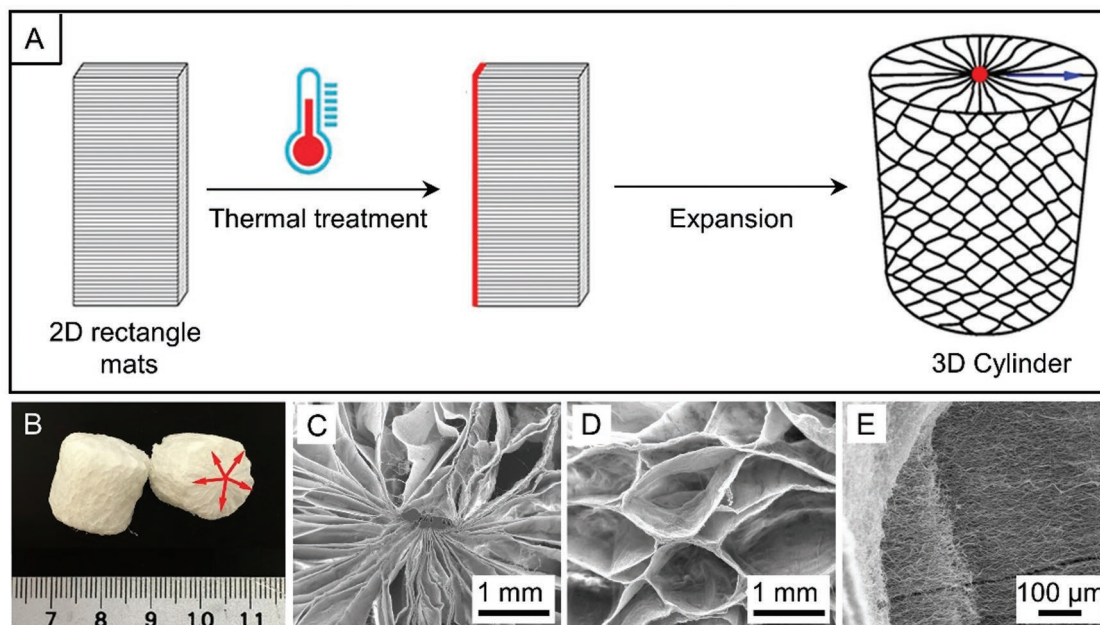 A
Thermal treatment
Expansion
2D rectangle
mats
3D Cylinder
B
C
D
E
7 8 9 10 11
1 mm
1 mm
100 μm